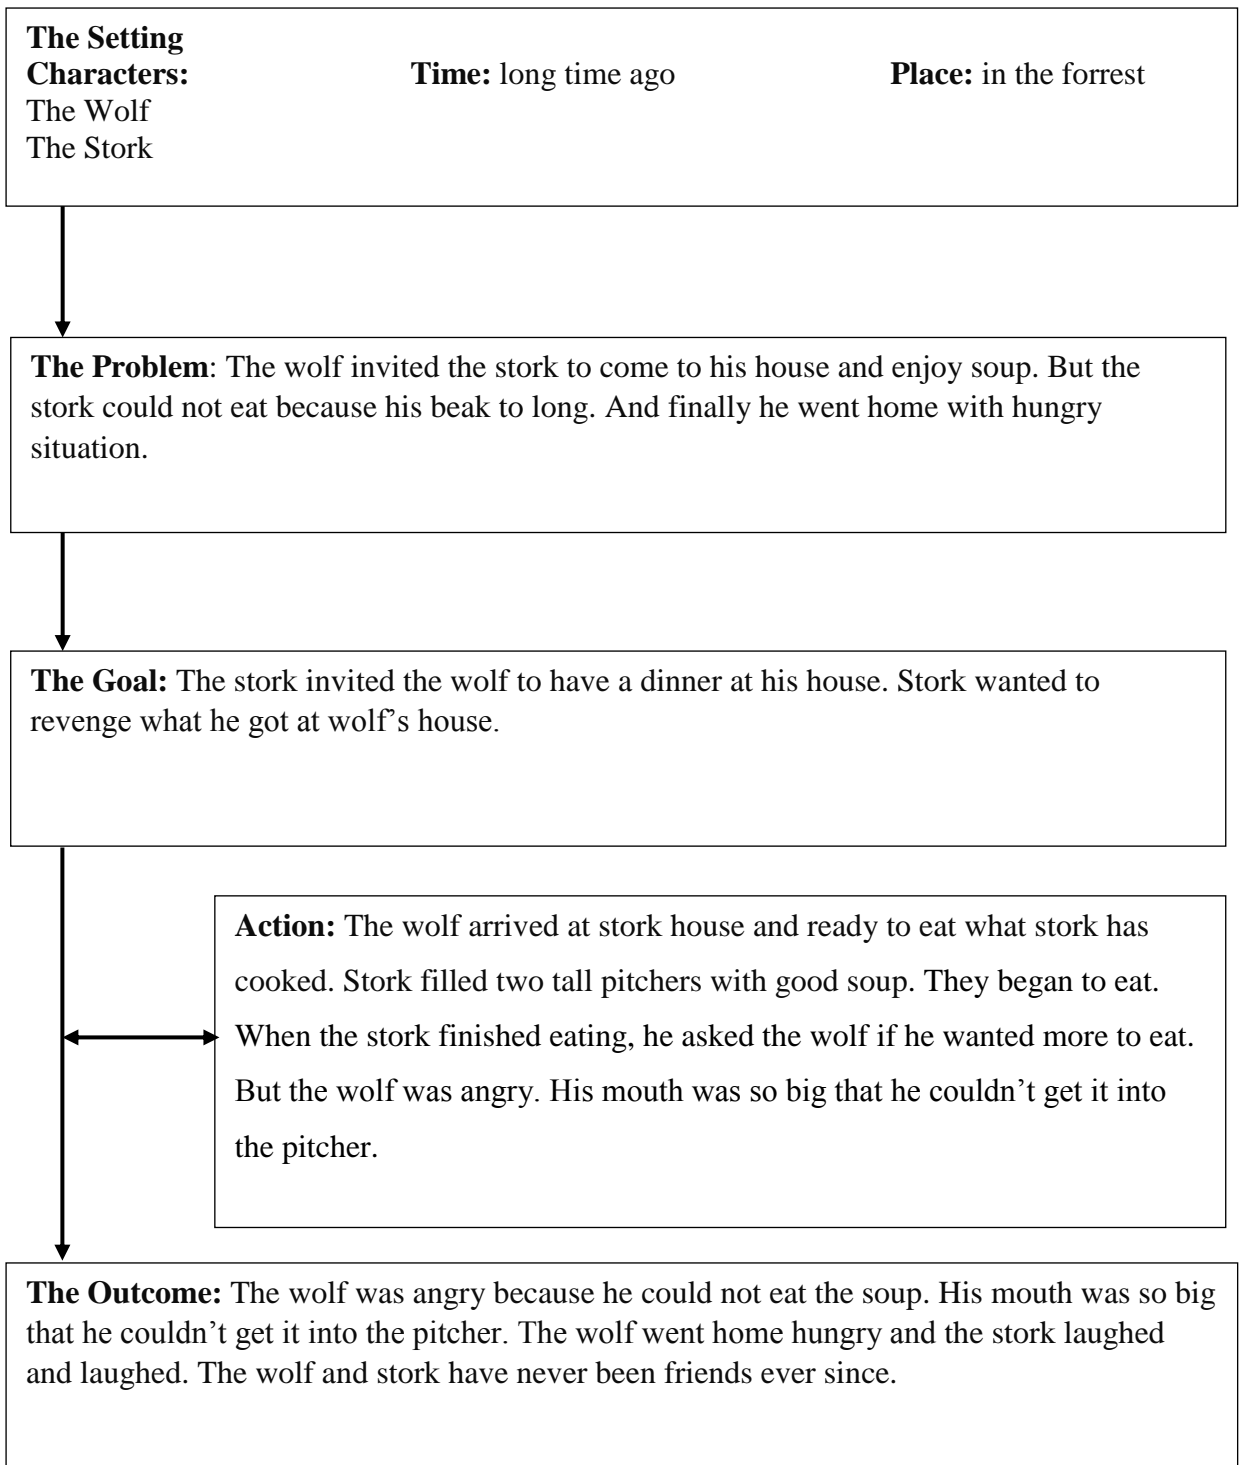 The Setting
Characters: Time: long time ago Place: in the forrest
The Wolf
The Stork
The Problem: The wolf invited the stork to come to his house and enjoy soup. But the
stork could not eat because his beak to long. And finally he went home with hungry
situation.
The Goal: The stork invited the wolf to have a dinner at his house. Stork wanted to
revenge what he got at wolf’s house.
Action: The wolf arrived at stork house and ready to eat what stork has
cooked. Stork filled two tall pitchers with good soup. They began to eat.
When the stork finished eating, he asked the wolf if he wanted more to eat.
But the wolf was angry. His mouth was so big that he couldn’t get it into
the pitcher.
The Outcome: The wolf was angry because he could not eat the soup. His mouth was so big
that he couldn’t get it into the pitcher. The wolf went home hungry and the stork laughed
and laughed. The wolf and stork have never been friends ever since.